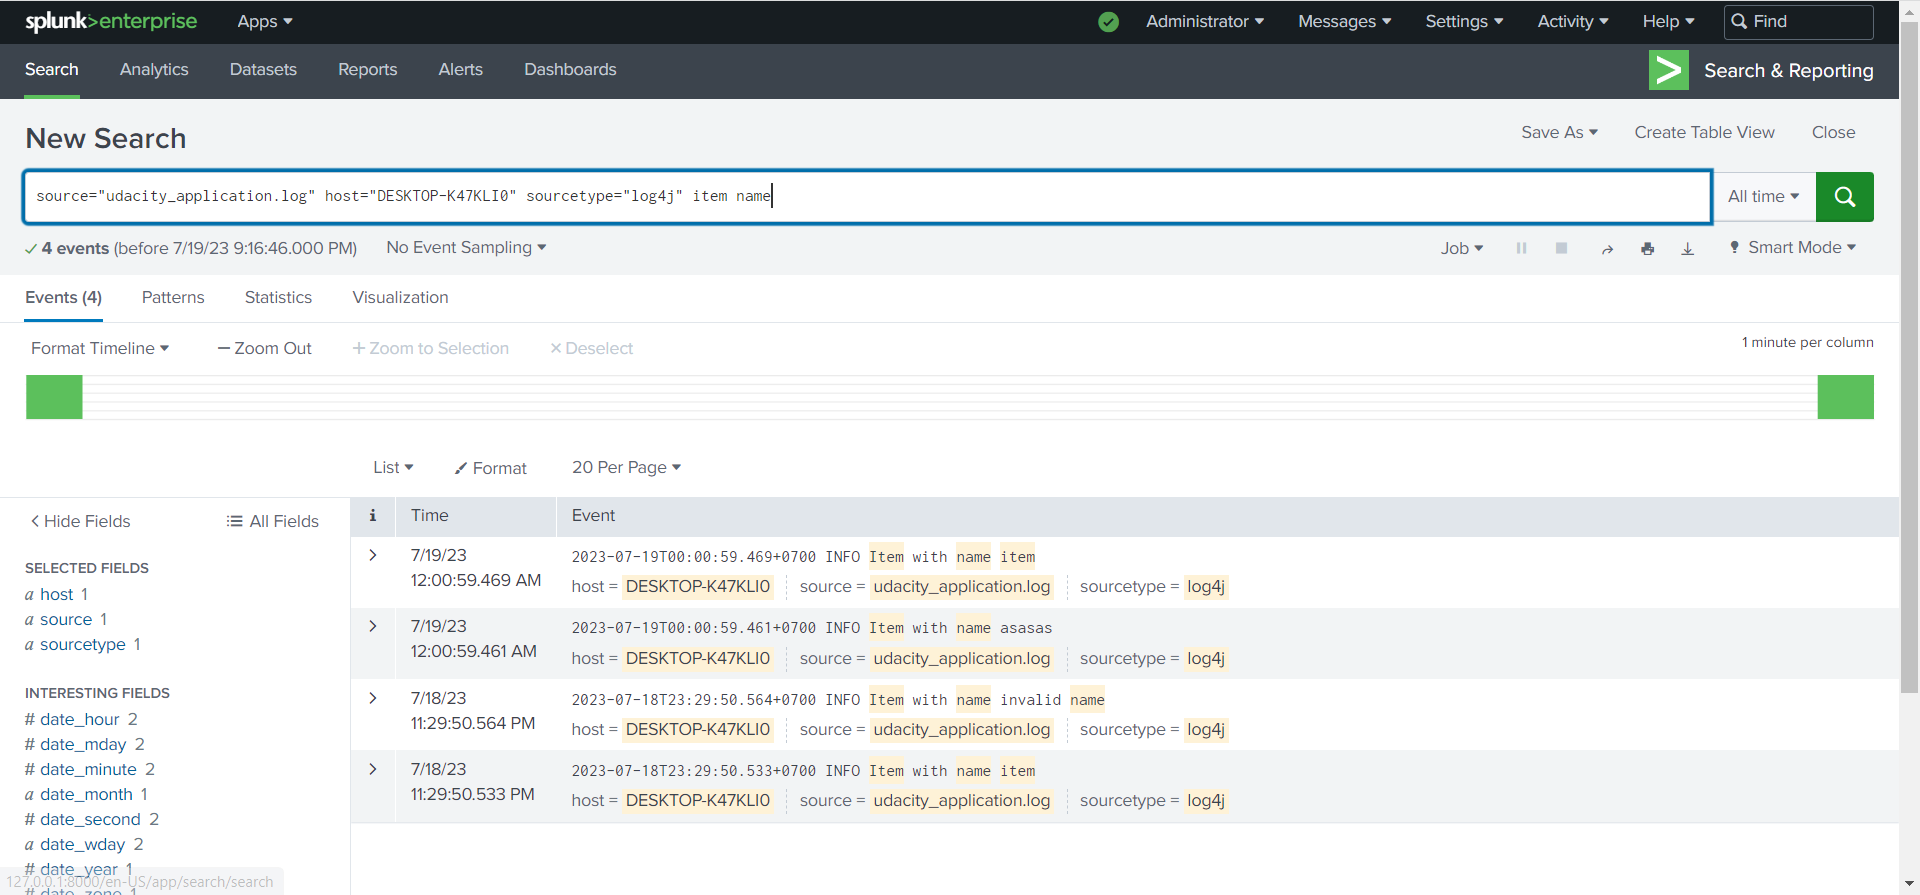 splunk>enterprise Apps Administrator Messages Settings Activity Help Find
Search Analytics Datasets Reports Alerts Dashboards Search & Reporting
New Search Save As Create Table View Close
source="udacity_application.log" host="DESKTOP-K47KLI0" sourcetype="log4j" item name All time
4 events (before 7/19/23 9:16:46.000 PM) No Event Sampling Job Smart Mode
Events (4) Patterns Statistics Visualization
Format Timeline — Zoom Out + Zoom to Selection × Deselect 1 minute per column
List Format 20 Per Page
< Hide Fields All Fields
SELECTED FIELDS
a host 1
a source 1
a sourcetype 1
INTERESTING FIELDS
# date_hour 2
# date_mday 2
# date_minute 2
a date_month 1
# date_second 2
a date_wday 2
# date_year 1
# date_zone 1
i Time Event
> 7/19/23
12:00:59.469 AM
2023-07-19T00:00:59.469+0700 INFO Item with name item
host = DESKTOP-K47KLI0 source = udacity_application.log sourcetype = log4j
> 7/19/23
12:00:59.461 AM
2023-07-19T00:00:59.461+0700 INFO Item with name asasas
host = DESKTOP-K47KLI0 source = udacity_application.log sourcetype = log4j
> 7/18/23
11:29:50.564 PM
2023-07-18T23:29:50.564+0700 INFO Item with name invalid name
host = DESKTOP-K47KLI0 source = udacity_application.log sourcetype = log4j
> 7/18/23
11:29:50.533 PM
2023-07-18T23:29:50.533+0700 INFO Item with name item
host = DESKTOP-K47KLI0 source = udacity_application.log sourcetype = log4j
127.0.0.1:8000/en-US/app/search/search